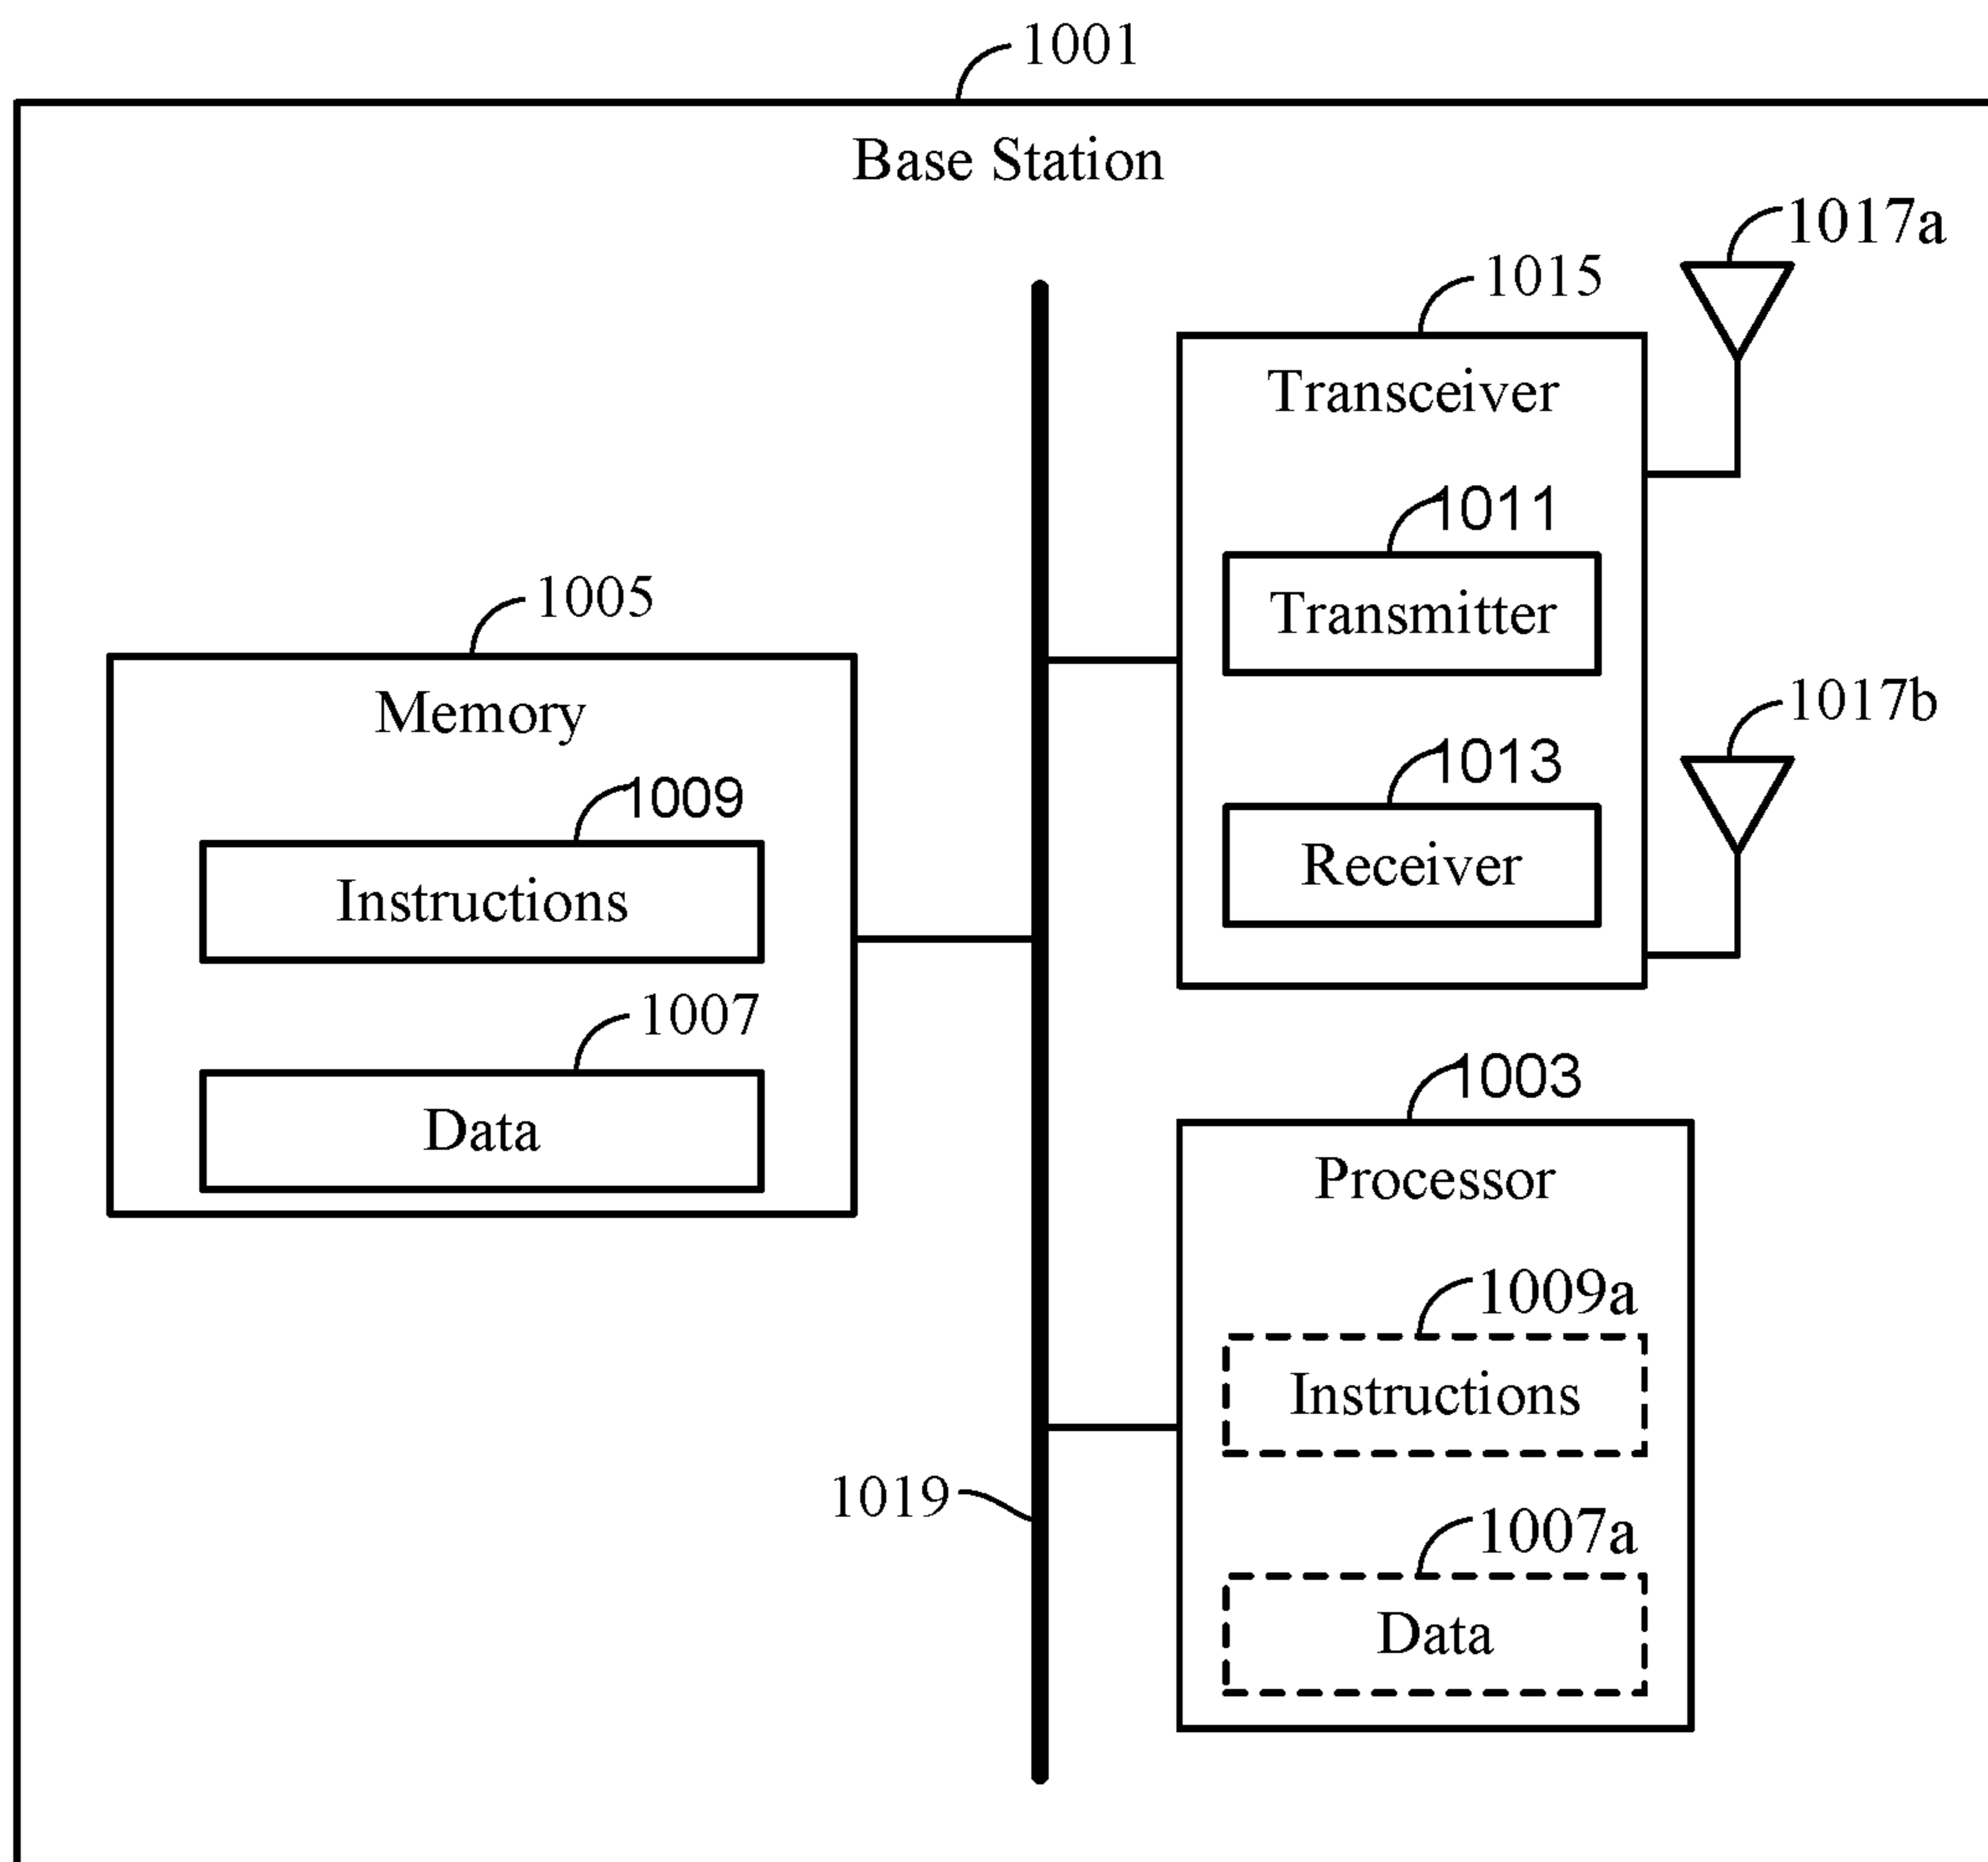 1001
Base Station
1017a
1015
Transceiver
1011
Transmitter
1005
Memory
1017b
1013
1009
Receiver
Instructions
1007
1003
Data
Processor
1009a
Instructions
1019
1007a
Data